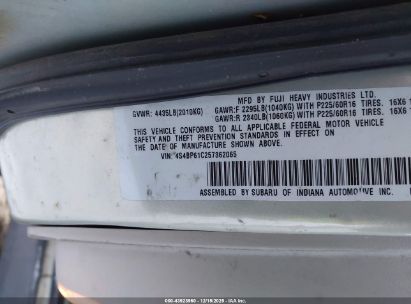 MFD BY FUJI HEAVY INDUSTRIES LTD.
GVWR: 4435LB(2010KG) GAWR:F 2295LB(1040KG) WITH P225/60R16 TIRES. 16X6
GAWR:R 2340LB(1060KG) WITH P225/60R16 TIRES. 16X6
THIS VEHICLE CONFORMS TO ALL APPLICABLE FEDERAL MOTOR VEHICLE
SAFETY AND THEFT PREVENTION STANDARDS IN EFFECT ON THE
DATE OF MANUFACTURE SHOWN ABOVE.
VIN: 4S4BP61C257362065
ASSEMBLED BY SUBARU OF INDIANA AUTOMOTIVE, INC.
12/19/2025